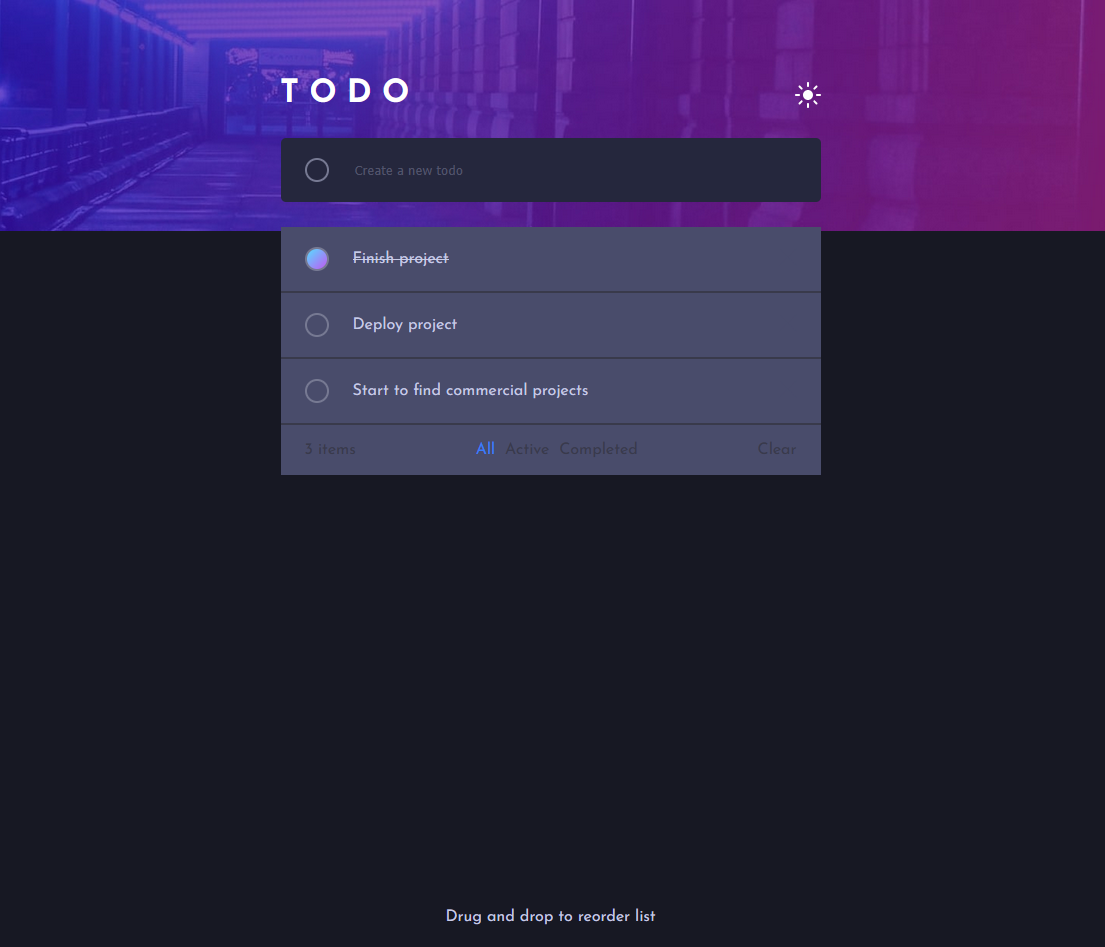 TODO
Create a new todo
Finish project
Deploy project
Start to find commercial projects
3 items All Active Completed Clear
Drug and drop to reorder list